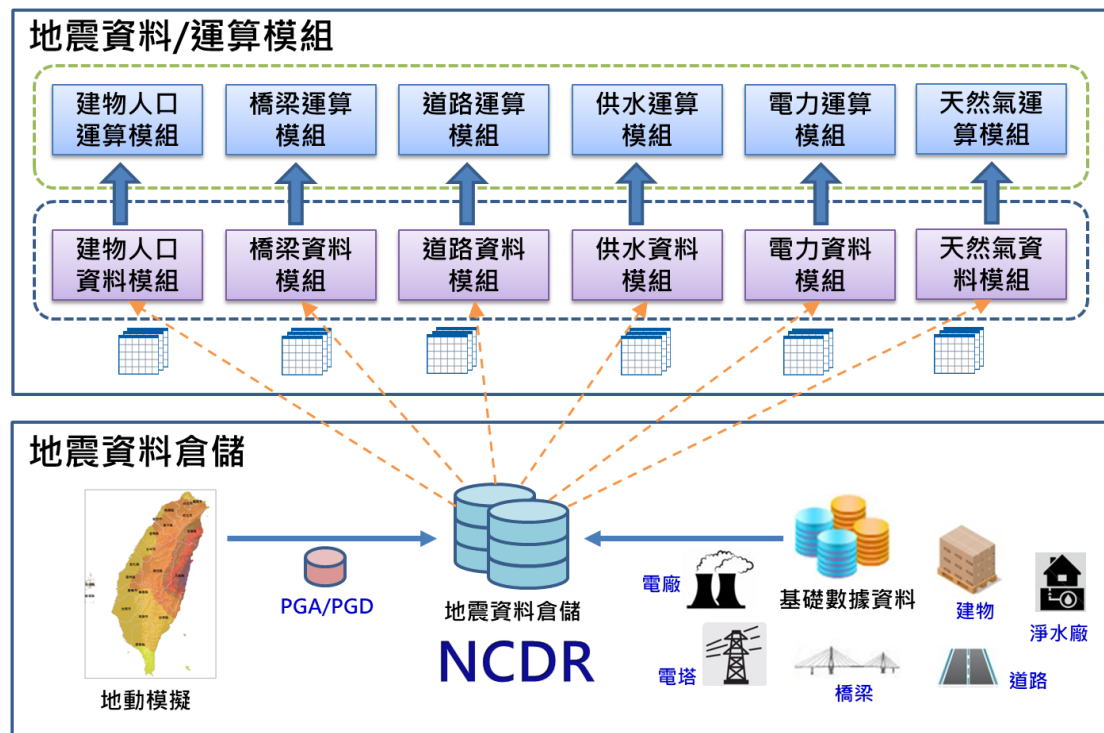 地震資料/運算模組
建物人口
運算模組
橋梁運算
模組
道路運算
模組
供水運算
模組
電力運算
模組
天然氣運
算模組
建物人口
資料模組
橋梁資料
模組
道路資料
模組
供水資料
模組
電力資料
模組
天然氣資
料模組
地震資料倉儲
地動模擬
PGA/PGD
地震資料倉儲
NCDR
電廠
電塔
基礎數據資料
橋梁
建物
淨水廠
道路